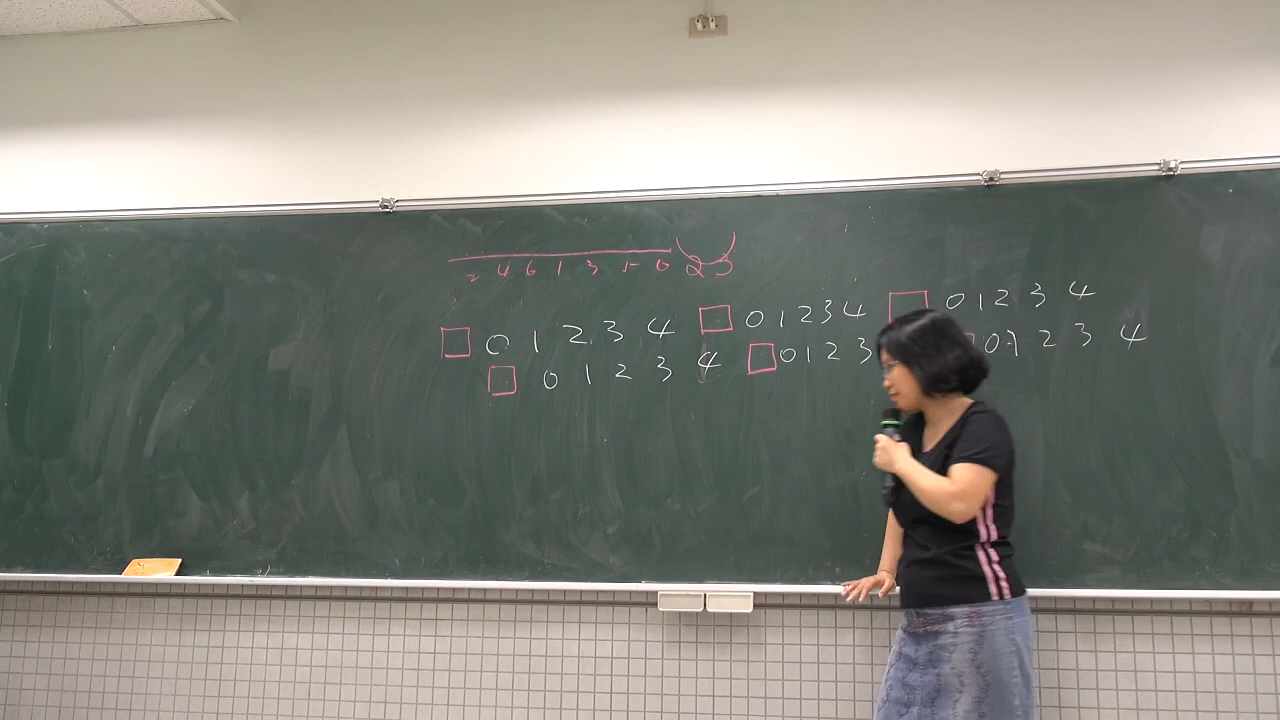 2 4 6 1 3 5 0 2 5
□ 0 1 2 3 4 □ 0 1 2 3 4 □ 0 1 2 3 4
□ 0 1 2 3 4 □ 0 1 2 3 0 1 2 3 4